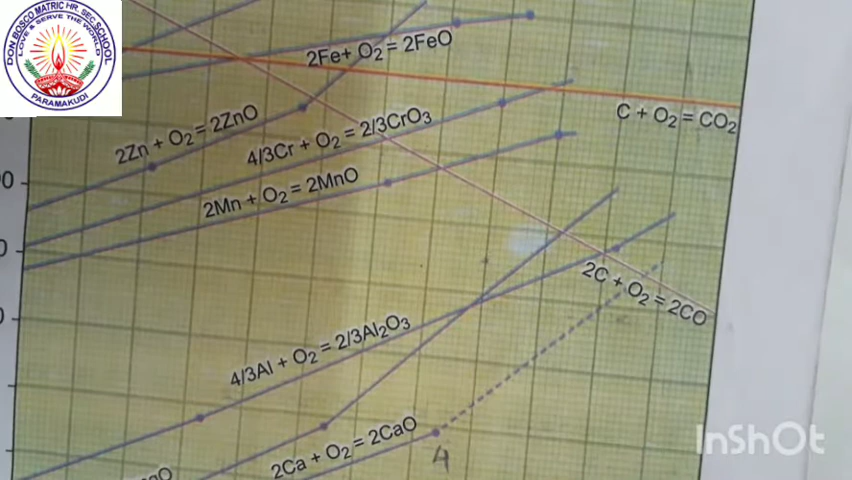 DON BOSCO MATRIC HR. SEC. SCHOOL
LOVE & SERVE THE WORLD
PARAMAKUDI
2Fe+ O2 = 2FeO
C + O2 = CO2
2Zn + O2 = 2ZnO
4/3Cr + O2 = 2/3CrO3
2Mn + O2 = 2MnO
2C + O2 = 2CO
4/3Al + O2 = 2/3Al2O3
2Ca + O2 = 2CaO
4
InShOt